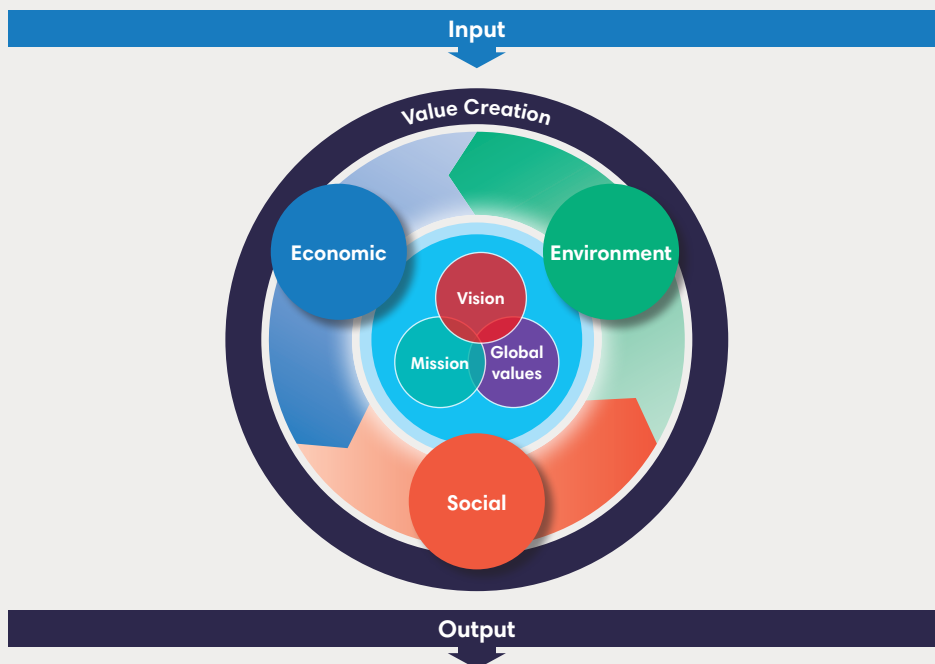 Input
Value Creation
Economic
Environment
Vision
Mission
Global
values
Social
Output